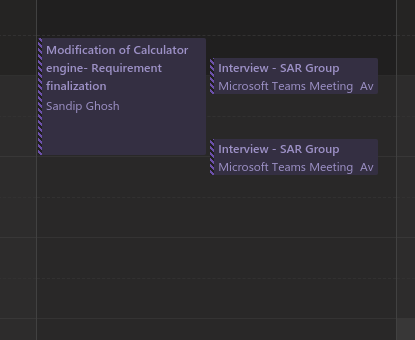 Modification of Calculator
engine- Requirement
finalization
Sandip Ghosh
Interview - SAR Group
Microsoft Teams Meeting Av
Interview - SAR Group
Microsoft Teams Meeting Av